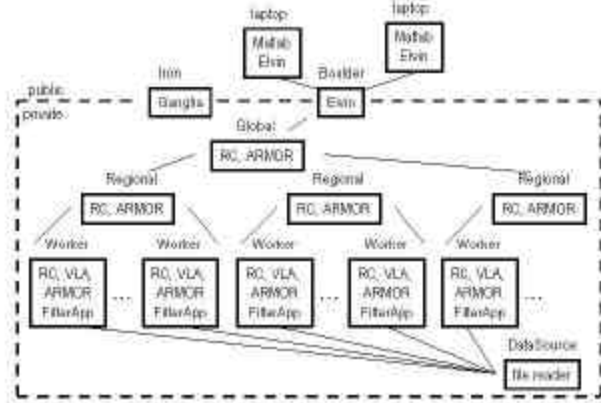 laptop
laptop
Matlab
Elvin
Matlab
Elvin
Iron
Boulder
public
Ganglia
Elvin
private
Global
RC, ARMOR
Regional
Regional
Regional
RC, ARMOR
RC, ARMOR
RC, ARMOR
Worker
Worker
Worker
Worker
Worker
RC, VLA,
ARMOR
FilterApp
...
RC, VLA,
ARMOR
FilterApp
RC, VLA,
ARMOR
FilterApp
...
RC, VLA,
ARMOR
FilterApp
RC, VLA,
ARMOR
FilterApp
...
DataSource
file reader